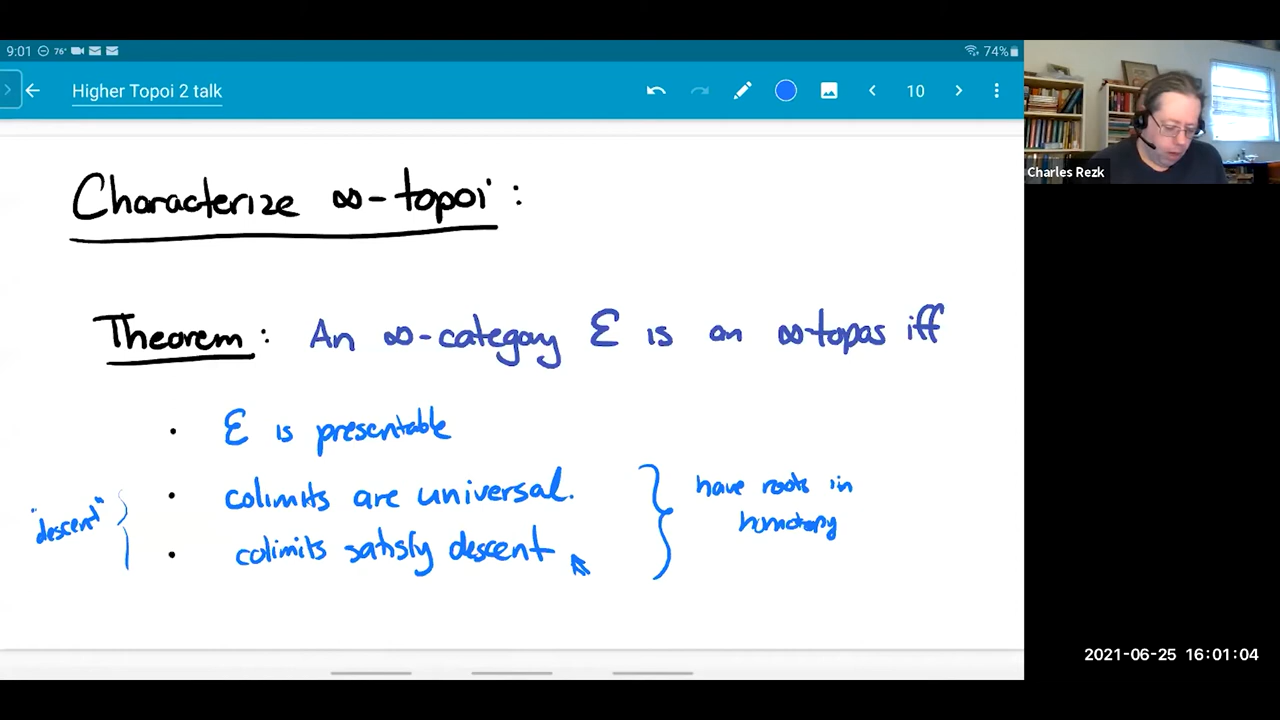 9:01 76° 74%
Higher Topoi 2 talk 10
Charles Rezk
Characterize ∞-topoi :
Theorem : An ∞-category ℰ is an ∞-topos iff
• ℰ is presentable
• colimits are universal.
• colimits satisfy descent
"descent"
have roots in
homotopy
2021-06-25 16:01:04